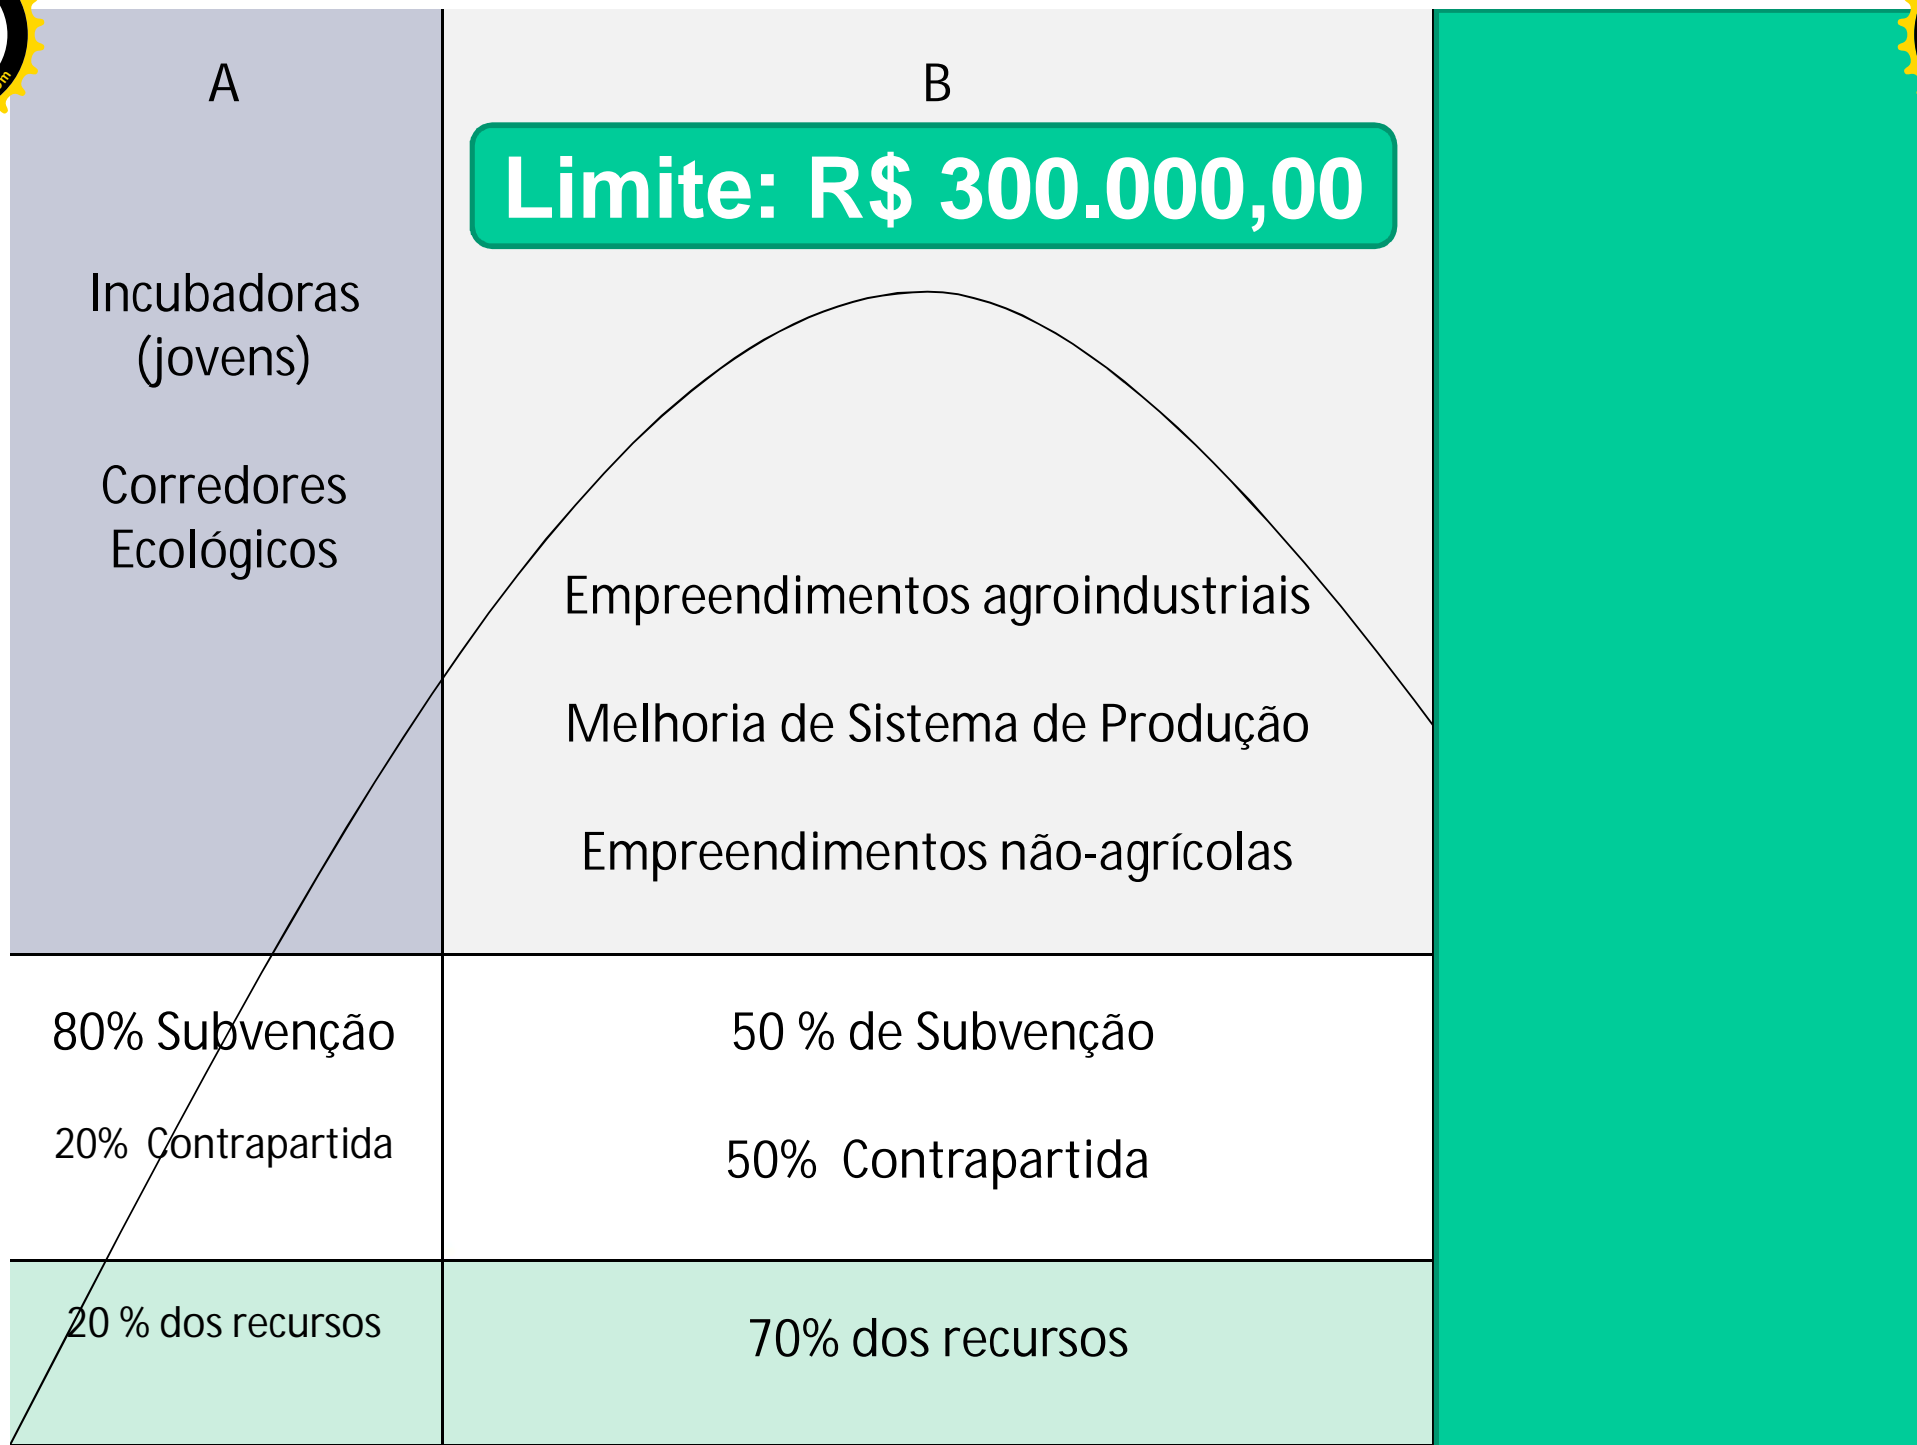 A
Incubadoras
(jovens)
Corredores
Ecológicos
80% Subvenção
20% Contrapartida
20 % dos recursos
B
Limite: R$ 300.000,00
Empreendimentos agroindustriais
Melhoria de Sistema de Produção
Empreendimentos não-agrícolas
50 % de Subvenção
50% Contrapartida
70% dos recursos